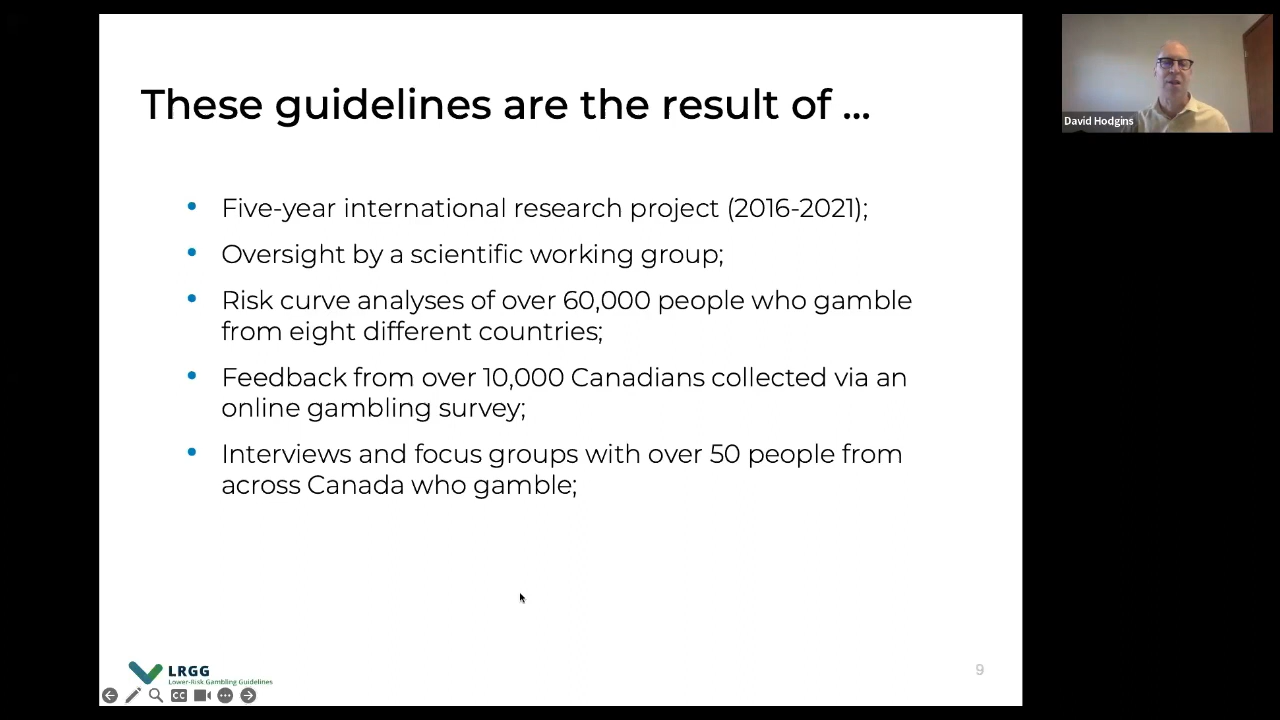 These guidelines are the result of ...
• Five-year international research project (2016-2021);
• Oversight by a scientific working group;
• Risk curve analyses of over 60,000 people who gamble
from eight different countries;
• Feedback from over 10,000 Canadians collected via an
online gambling survey;
• Interviews and focus groups with over 50 people from
across Canada who gamble;
LRGG
Lower-Risk Gambling Guidelines
CC
9
David Hodgins